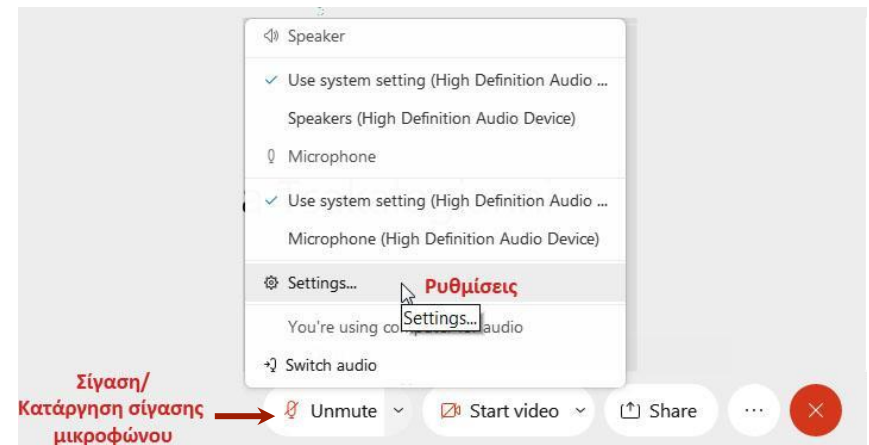 Speaker
Use system setting (High Definition Audio ...
Speakers (High Definition Audio Device)
Microphone
Use system setting (High Definition Audio ...
Microphone (High Definition Audio Device)
Settings...
Ρυθμίσεις
Settings...
You're using audio
Switch audio
Σίγαση/
Κατάργηση σίγασης
μικροφώνου
Unmute
Start video
Share
...